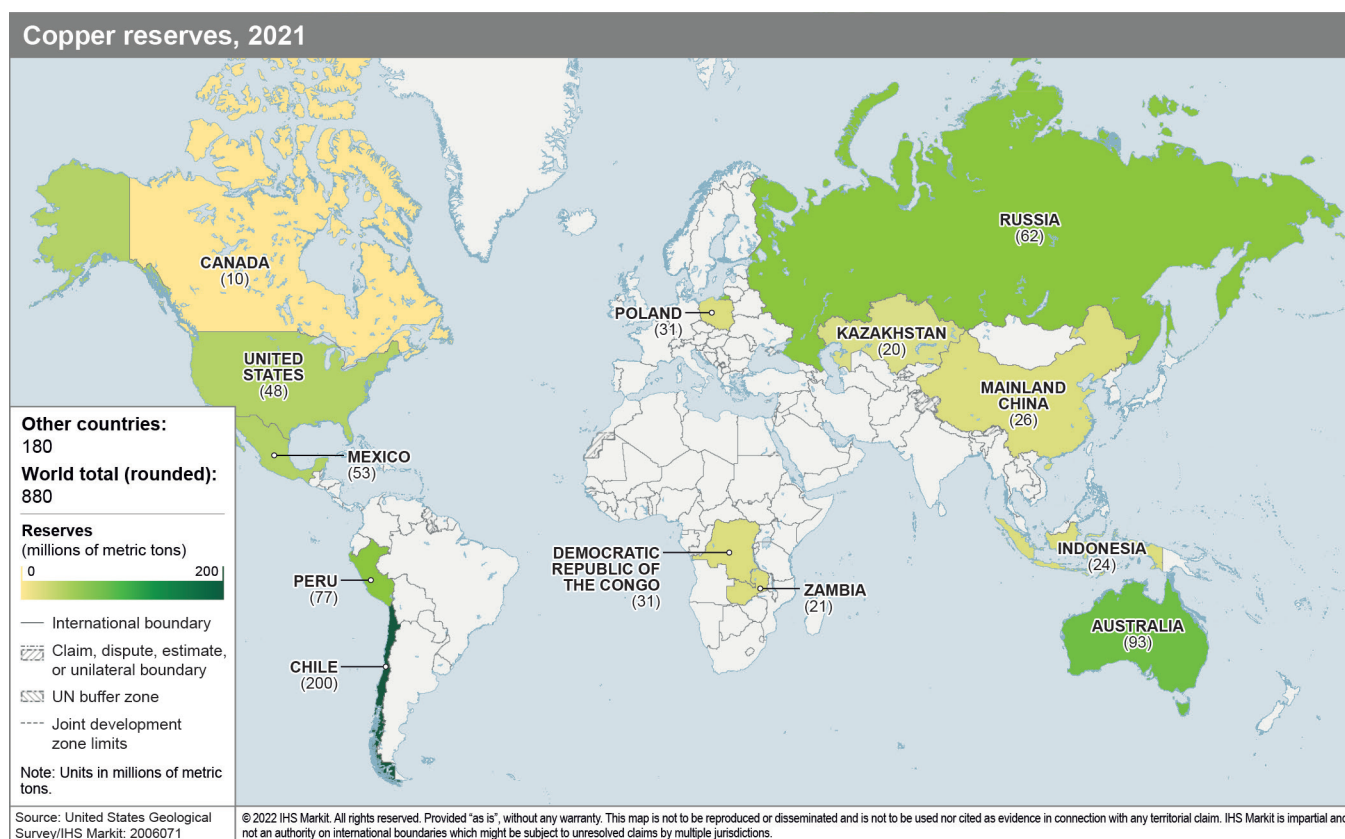 Copper reserves, 2021
CANADA
(10)
UNITED
STATES
(48)
MEXICO
(53)
PERU
(77)
CHILE
(200)
POLAND
(31)
RUSSIA
(62)
KAZAKHSTAN
(20)
MAINLAND
CHINA
(26)
DEMOCRATIC
REPUBLIC OF
THE CONGO
(31)
ZAMBIA
(21)
INDONESIA
(24)
AUSTRALIA
(93)
Other countries:
180
World total (rounded):
880
Reserves
(millions of metric tons)
0 200
International boundary
Claim, dispute, estimate,
or unilateral boundary
UN buffer zone
Joint development
zone limits
Note: Units in millions of metric
tons.
Source: United States Geological
Survey/IHS Markit: 2006071
© 2022 IHS Markit. All rights reserved. Provided "as is", without any warranty. This map is not to be reproduced or disseminated and is not to be used nor cited as evidence in connection with any territorial claim. IHS Markit is impartial and
not an authority on international boundaries which might be subject to unresolved claims by multiple jurisdictions.